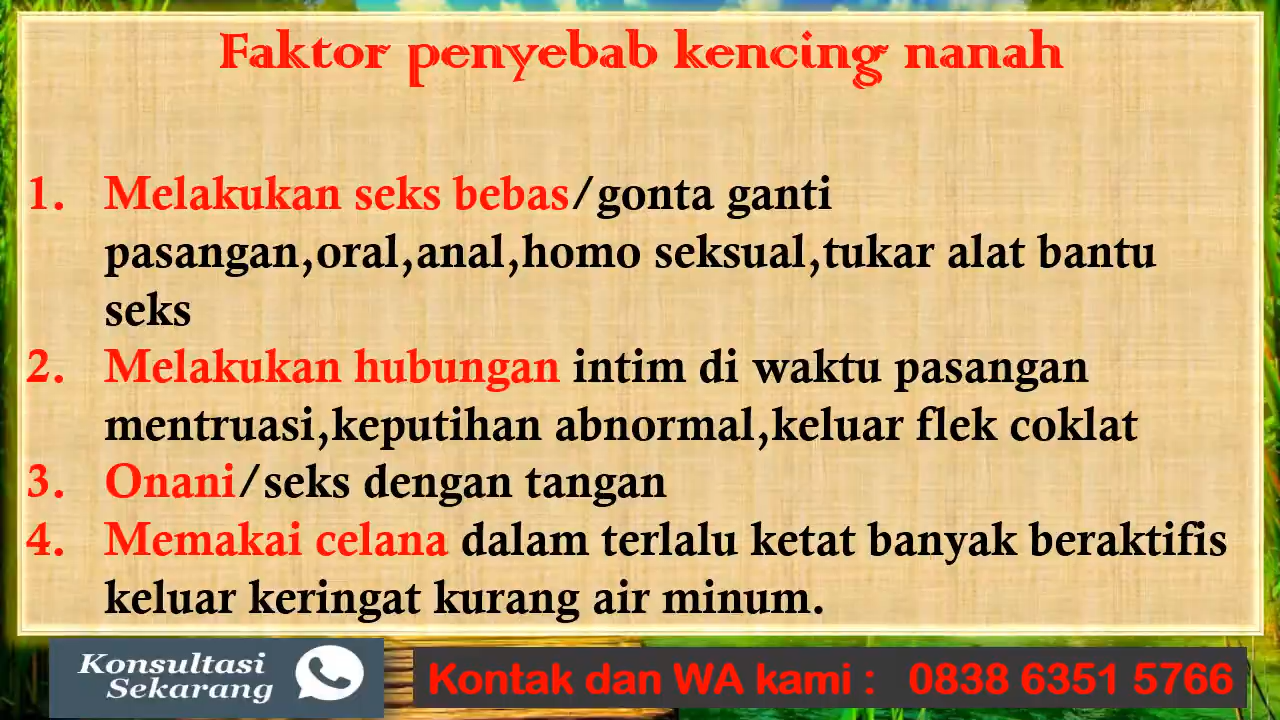 Faktor penyebab kencing nanah
1. Melakukan seks bebas/gonta ganti
pasangan,oral,anal,homo seksual,tukar alat bantu
seks
2. Melakukan hubungan intim di waktu pasangan
mentruasi,keputihan abnormal,keluar flek coklat
3. Onani/seks dengan tangan
4. Memakai celana dalam terlalu ketat banyak beraktifis
keluar keringat kurang air minum.
Konsultasi
Sekarang
Kontak dan WA kami : 0838 6351 5766